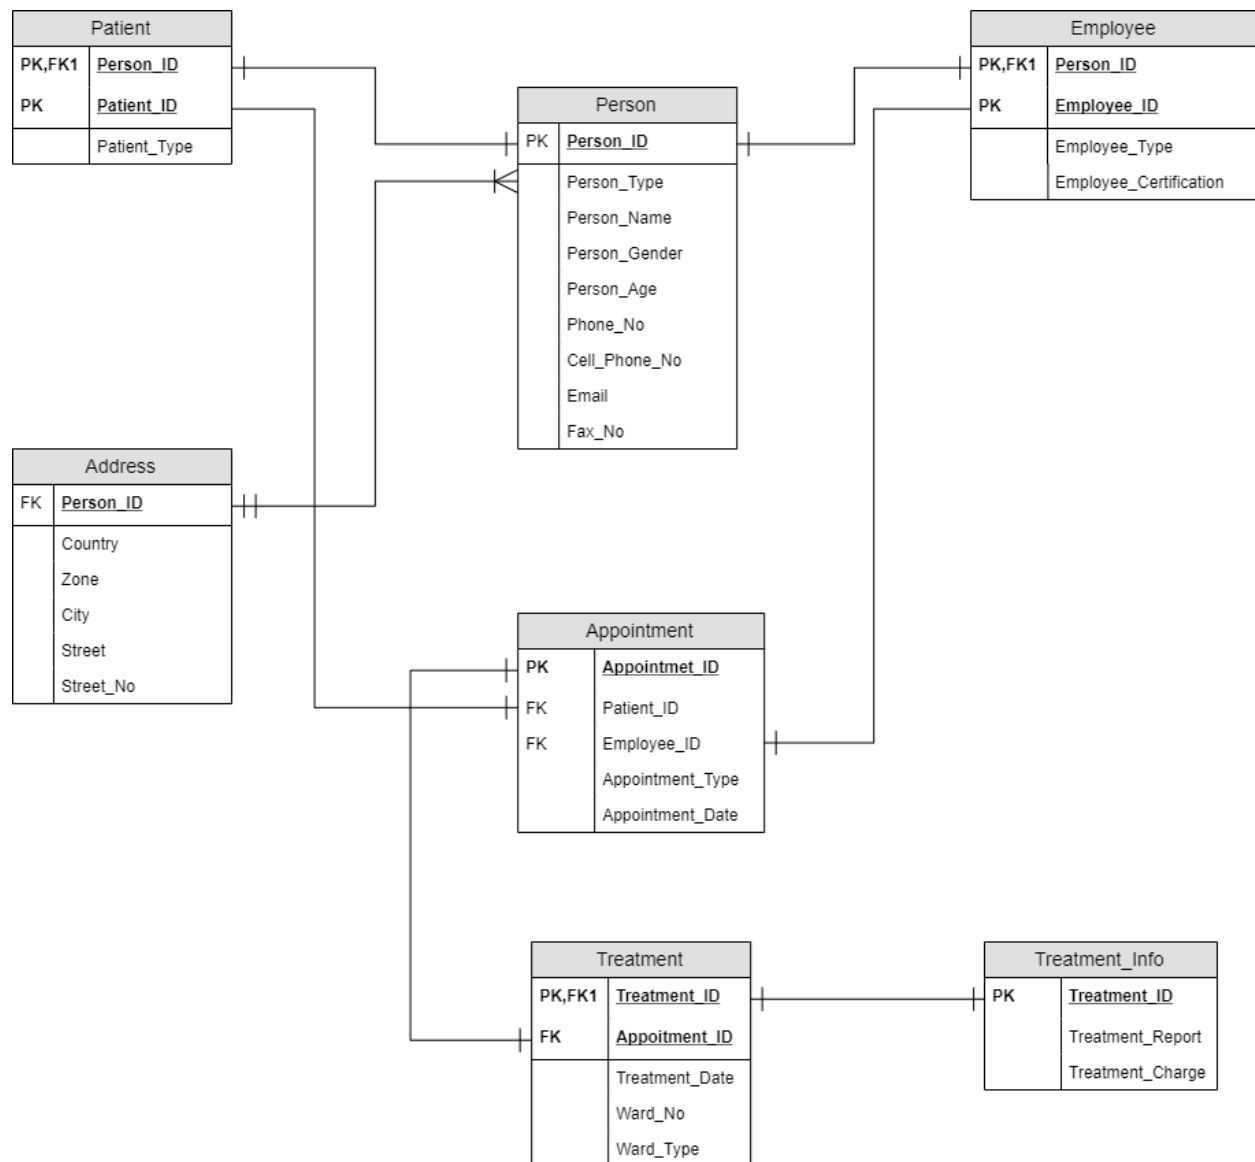 Patient
PK,FK1 Person_ID
PK Patient_ID
Patient_Type
Employee
PK,FK1 Person_ID
PK Employee_ID
Employee_Type
Employee_Certification
Person
PK Person_ID
Person_Type
Person_Name
Person_Gender
Person_Age
Phone_No
Cell_Phone_No
Email
Fax_No
Address
FK Person_ID
Country
Zone
City
Street
Street_No
Appointment
PK Appointmet_ID
FK Patient_ID
FK Employee_ID
Appointment_Type
Appointment_Date
Treatment
PK,FK1 Treatment_ID
FK Appoitment_ID
Treatment_Date
Ward_No
Ward_Type
Treatment_Info
PK Treatment_ID
Treatment_Report
Treatment_Charge